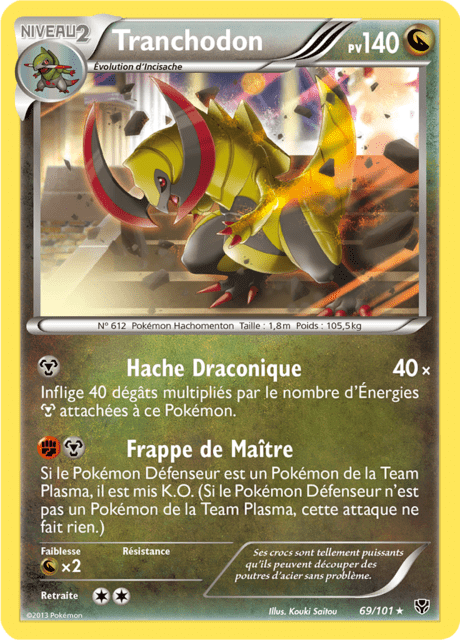 NIVEAU 2
Tranchodon
PV 140
Évolution d'Incisache
N° 612 Pokémon Hachomenton Taille : 1,8m Poids : 105,5kg
Hache Draconique 40 ×
Inflige 40 dégâts multipliés par le nombre d'Énergies
attachées à ce Pokémon.
Frappe de Maître
Si le Pokémon Défenseur est un Pokémon de la Team
Plasma, il est mis K.O. (Si le Pokémon Défenseur n'est
pas un Pokémon de la Team Plasma, cette attaque ne
fait rien.)
Faiblesse Résistance
×2
Ses crocs sont tellement puissants
qu'ils peuvent découper des
poutres d'acier sans problème.
Retraite
©2013 Pokémon
Illus. Kouki Saitou
69/101 ★